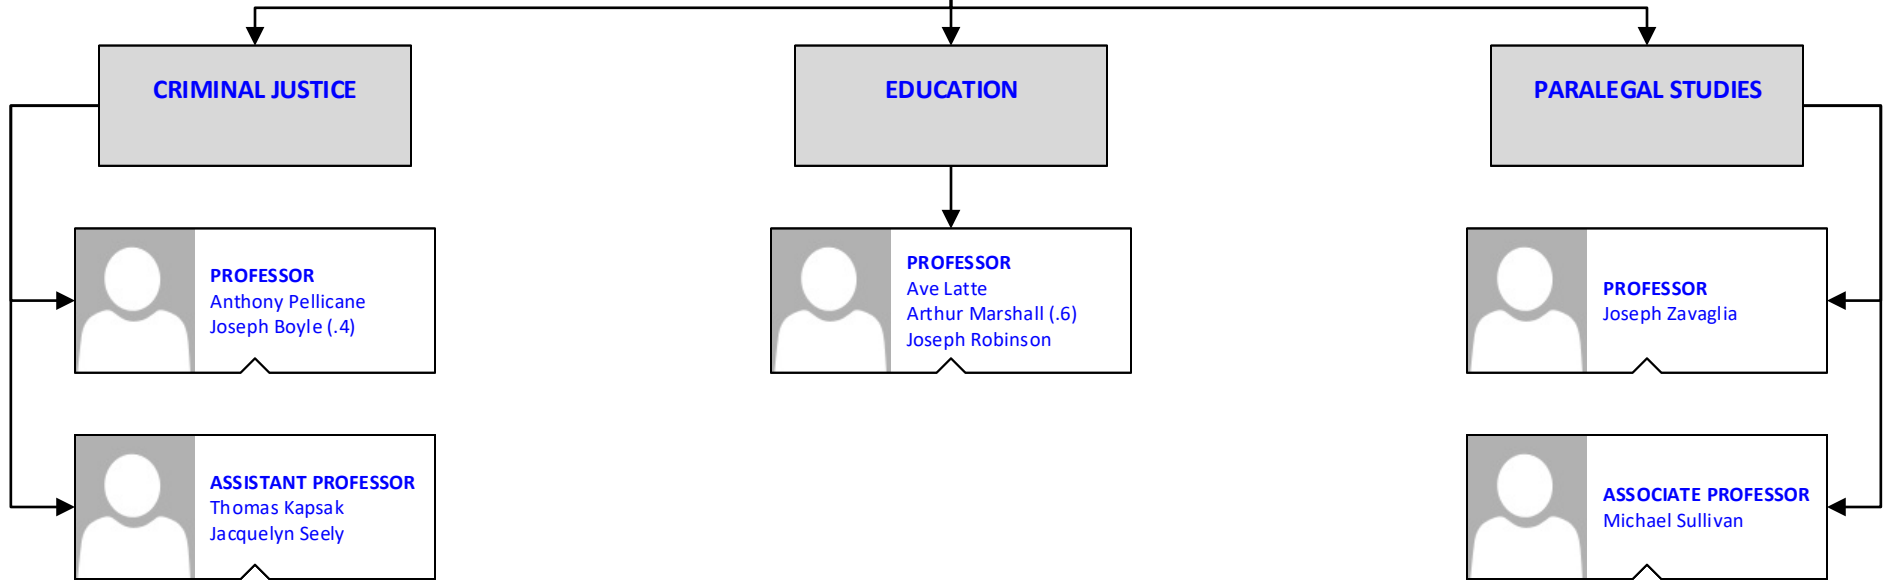 CRIMINAL JUSTICE
EDUCATION
PARALEGAL STUDIES
PROFESSOR
Anthony Pellicane
Joseph Boyle (.4)
PROFESSOR
Ave Latte
Arthur Marshall (.6)
Joseph Robinson
PROFESSOR
Joseph Zavaglia
ASSISTANT PROFESSOR
Thomas Kapsak
Jacquelyn Seely
ASSOCIATE PROFESSOR
Michael Sullivan